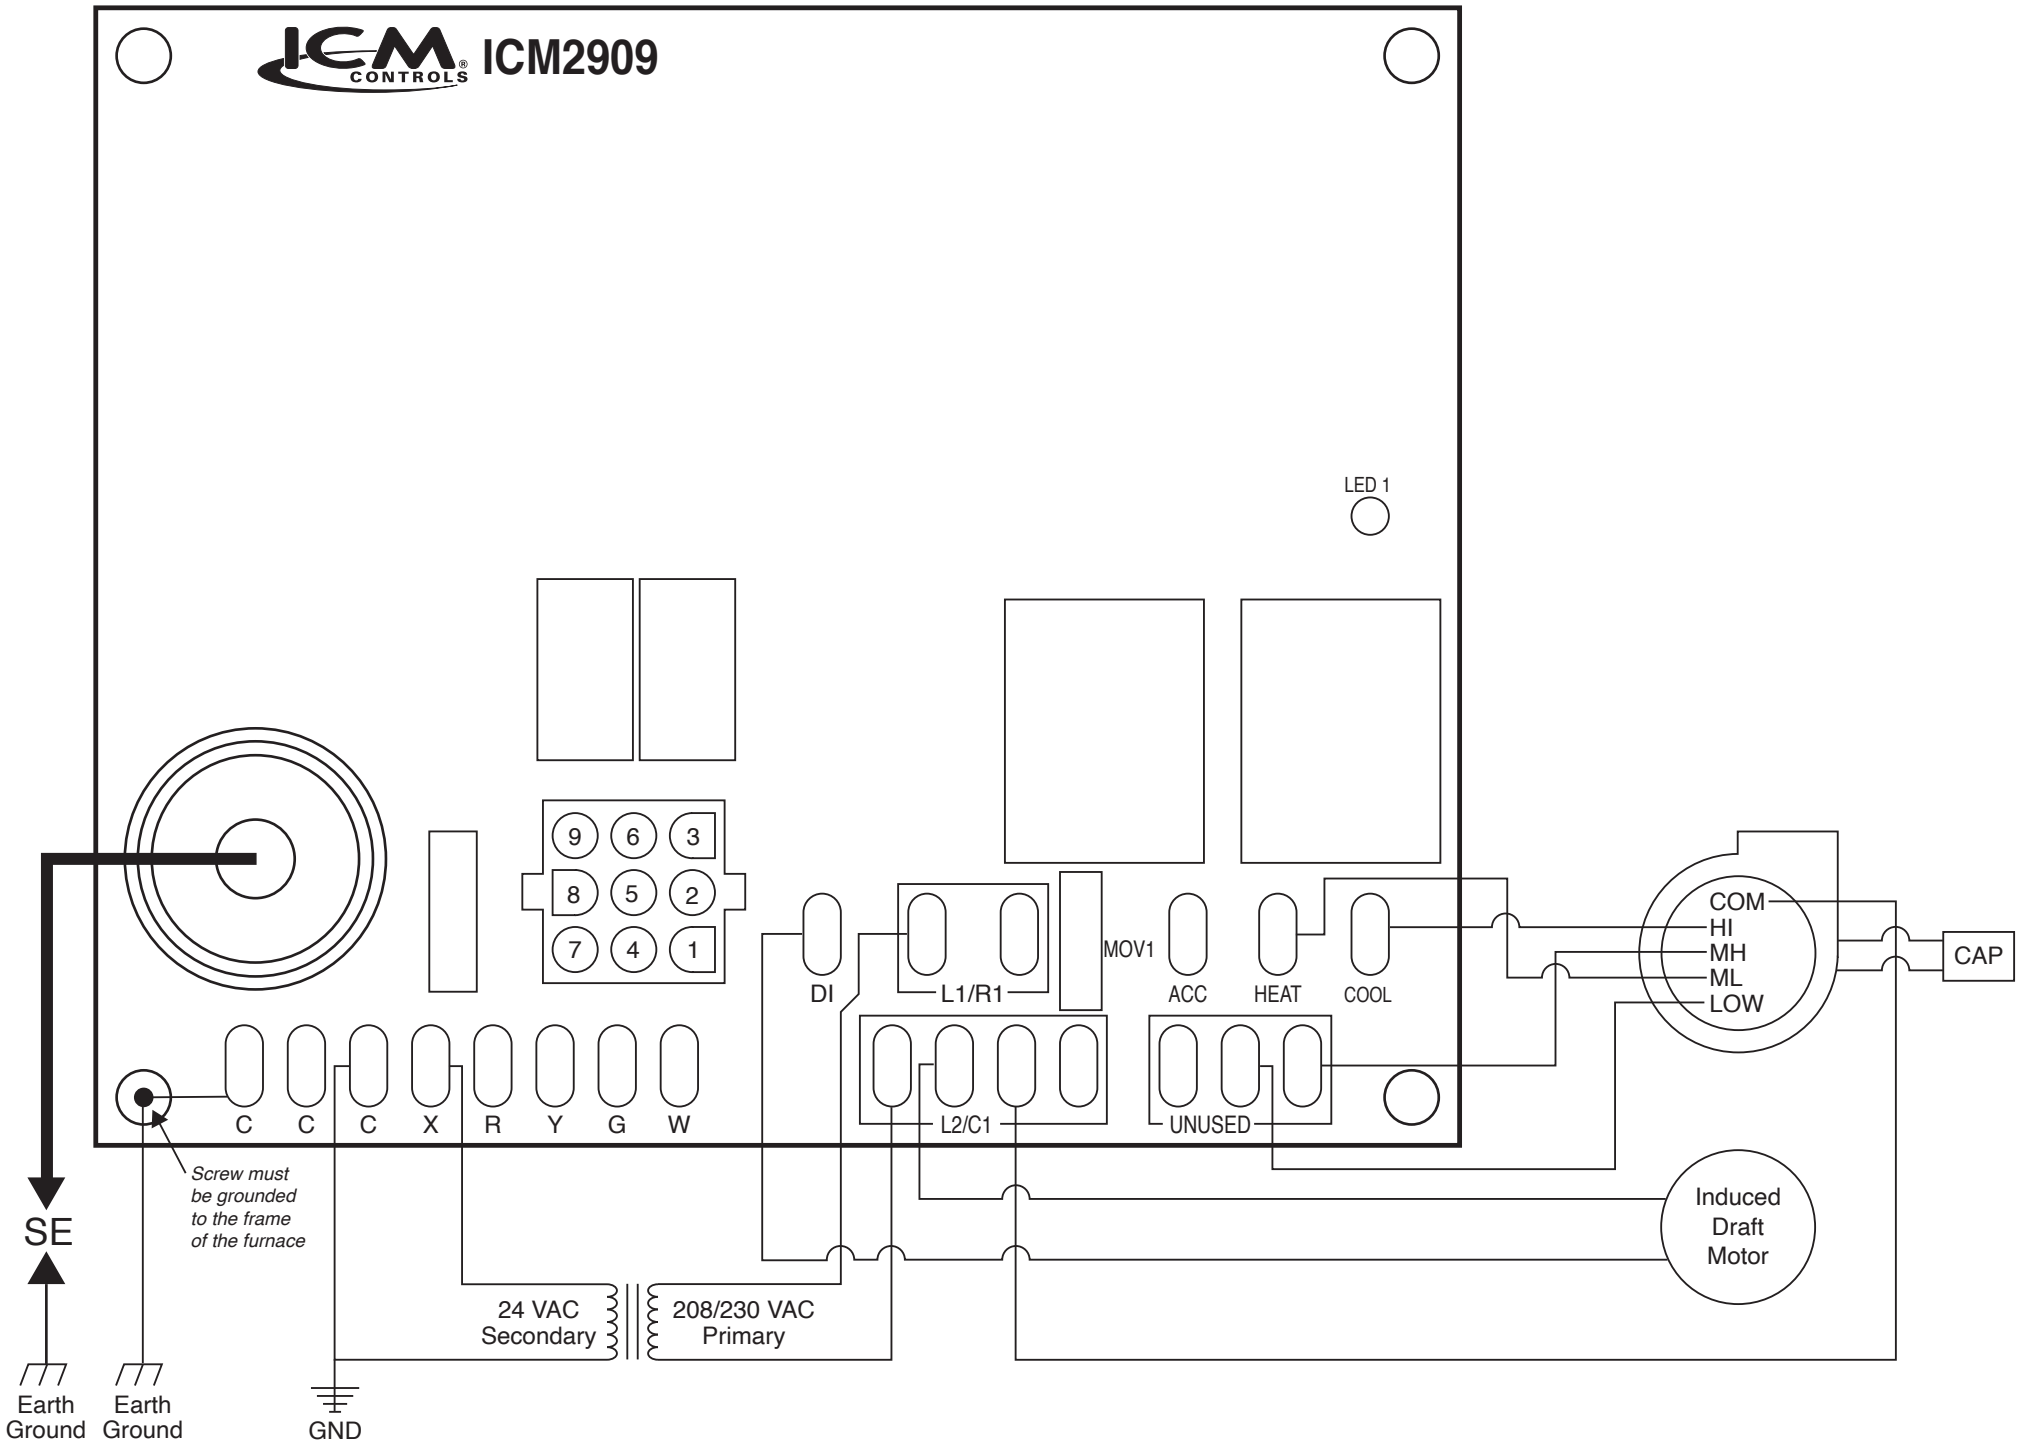 ICM®
CONTROLS
ICM2909
LED 1
9 6 3
8 5 2
7 4 1
DI
L1/R1
MOV1
ACC
HEAT
COOL
C
C
C
X
R
Y
G
W
L2/C1
UNUSED
COM
HI
MH
ML
LOW
CAP
Screw must
be grounded
to the frame
of the furnace
SE
24 VAC
Secondary
208/230 VAC
Primary
Induced
Draft
Motor
Earth
Ground
Earth
Ground
GND